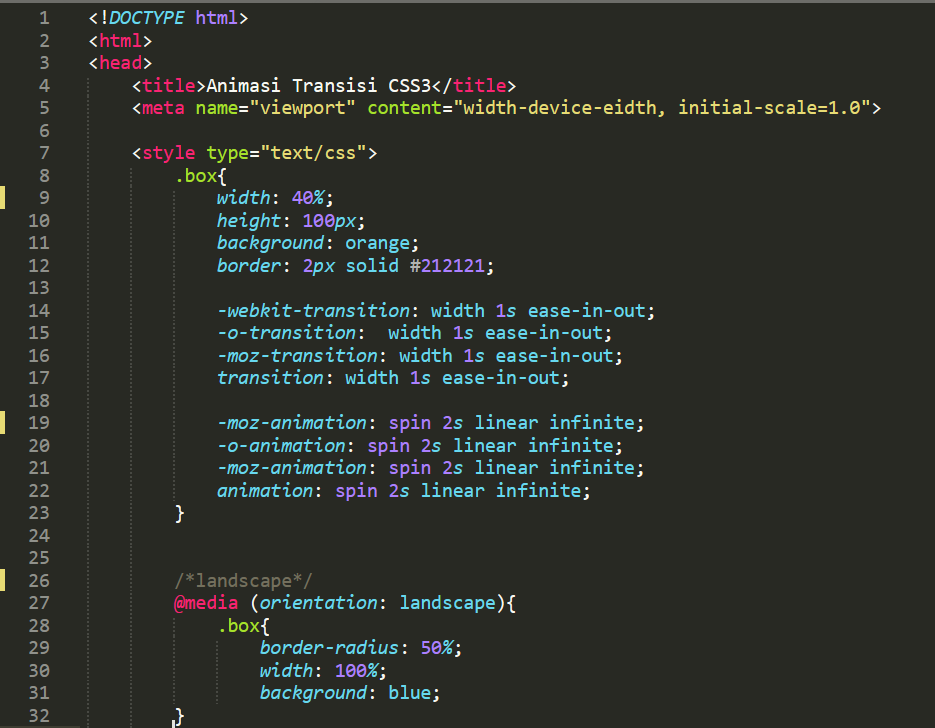 1 <!DOCTYPE html>
2 <html>
3 <head>
4 <title>Animasi Transisi CSS3</title>
5 <meta name="viewport" content="width-device-eidth, initial-scale=1.0">
6
7 <style type="text/css">
8 .box{
9 width: 40%;
10 height: 100px;
11 background: orange;
12 border: 2px solid #212121;
13
14 -webkit-transition: width 1s ease-in-out;
15 -o-transition:  width 1s ease-in-out;
16 -moz-transition: width 1s ease-in-out;
17 transition: width 1s ease-in-out;
18
19 -moz-animation: spin 2s linear infinite;
20 -o-animation: spin 2s linear infinite;
21 -moz-animation: spin 2s linear infinite;
22 animation: spin 2s linear infinite;
23 }
24
25
26 /*landscape*/
27 @media (orientation: landscape){
28 .box{
29 border-radius: 50%;
30 width: 100%;
31 background: blue;
32 }